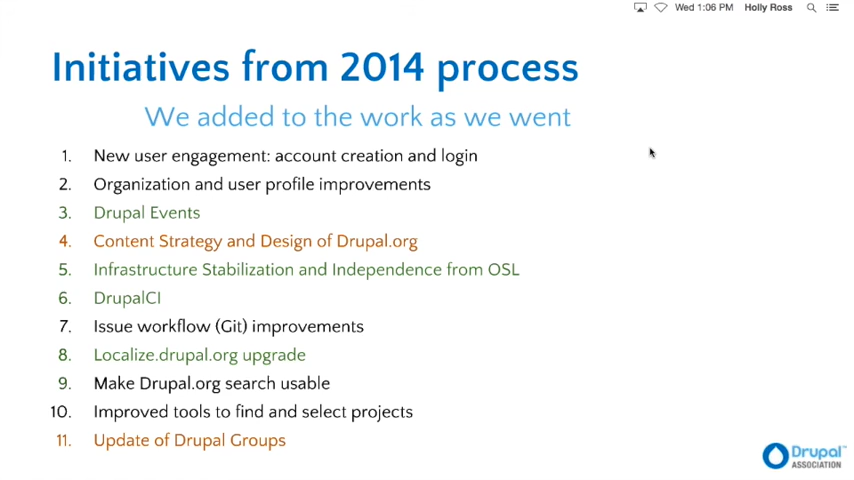 Wed 1:06 PM Holly Ross
Initiatives from 2014 process
We added to the work as we went
1. New user engagement: account creation and login
2. Organization and user profile improvements
3. Drupal Events
4. Content Strategy and Design of Drupal.org
5. Infrastructure Stabilization and Independence from OSL
6. DrupalCI
7. Issue workflow (Git) improvements
8. Localize.drupal.org upgrade
9. Make Drupal.org search usable
10. Improved tools to find and select projects
11. Update of Drupal Groups
Drupal™
ASSOCIATION